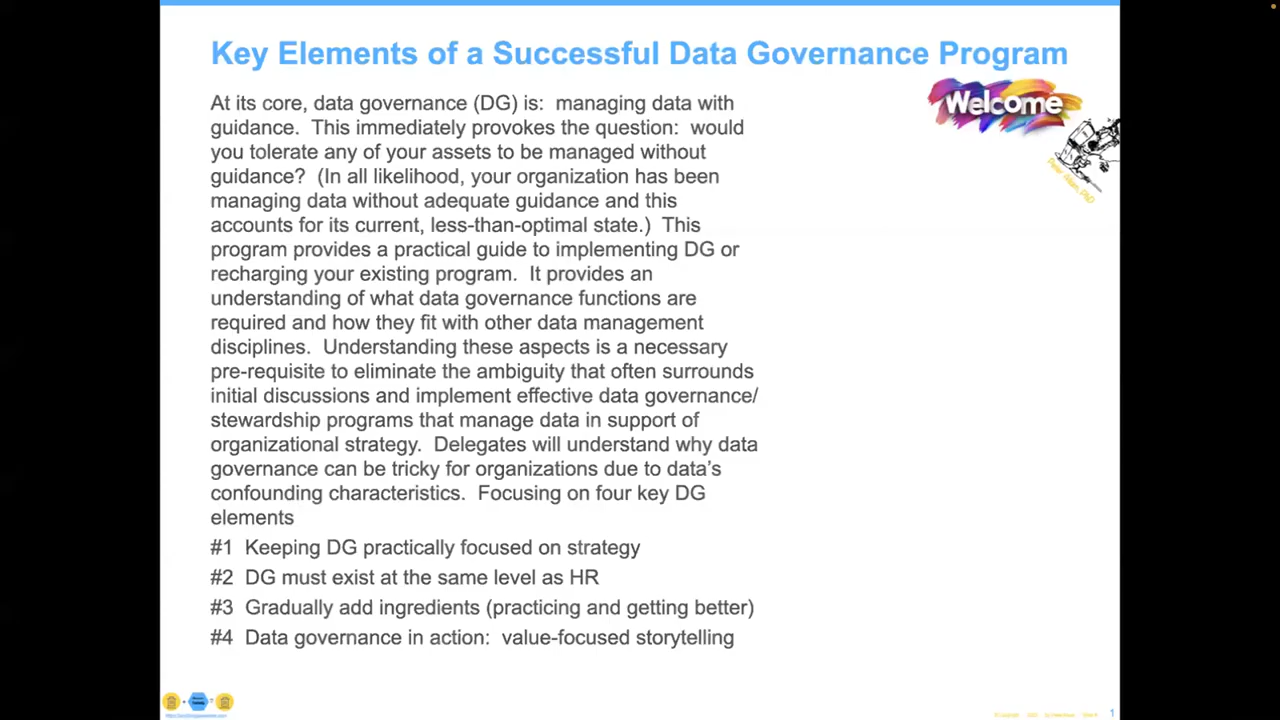 Key Elements of a Successful Data Governance Program
Welcome
At its core, data governance (DG) is:  managing data with
guidance.  This immediately provokes the question:  would
you tolerate any of your assets to be managed without
guidance?  (In all likelihood, your organization has been
managing data without adequate guidance and this
accounts for its current, less-than-optimal state.)  This
program provides a practical guide to implementing DG or
recharging your existing program.  It provides an
understanding of what data governance functions are
required and how they fit with other data management
disciplines.  Understanding these aspects is a necessary
pre-requisite to eliminate the ambiguity that often surrounds
initial discussions and implement effective data governance/
stewardship programs that manage data in support of
organizational strategy.  Delegates will understand why data
governance can be tricky for organizations due to data's
confounding characteristics.  Focusing on four key DG
elements
#1  Keeping DG practically focused on strategy
#2  DG must exist at the same level as HR
#3  Gradually add ingredients (practicing and getting better)
#4  Data governance in action:  value-focused storytelling
1